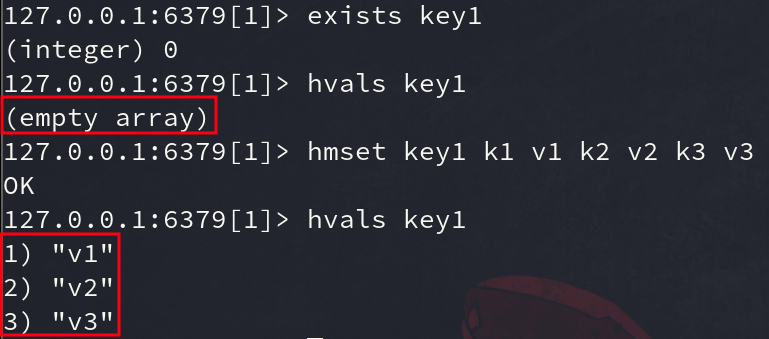 127.0.0.1:6379[1]> exists key1
(integer) 0
127.0.0.1:6379[1]> hvals key1
(empty array)
127.0.0.1:6379[1]> hmset key1 k1 v1 k2 v2 k3 v3
OK
127.0.0.1:6379[1]> hvals key1
1) "v1"
2) "v2"
3) "v3"